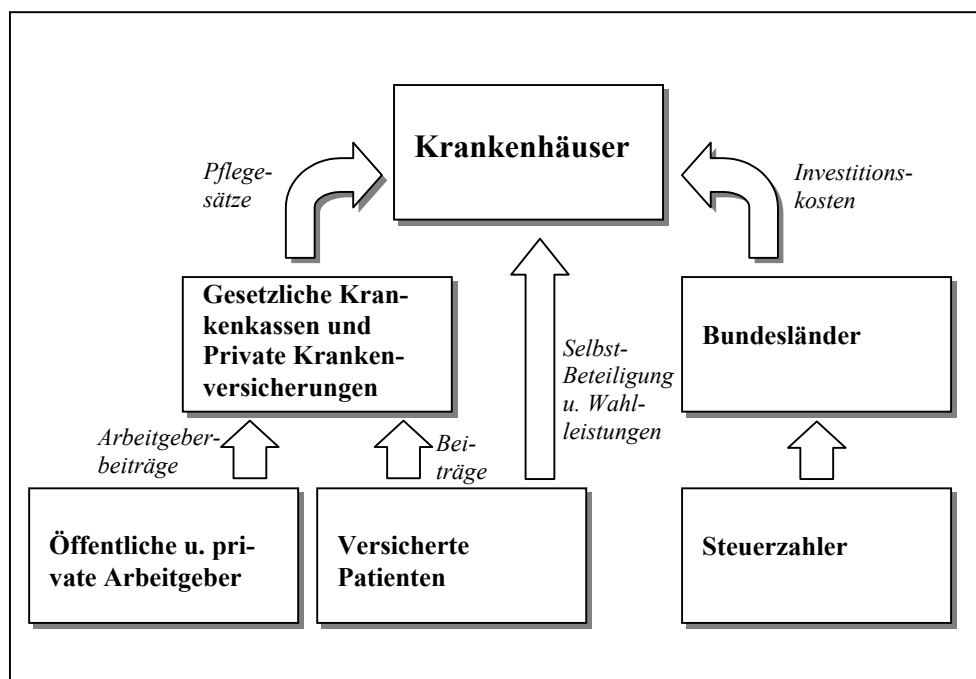 Krankenhäuser
Pflege-
sätze
Investitions-
kosten
Gesetzliche Kran-
kenkassen und
Private Kranken-
versicherungen
Bundesländer
Selbst-
Beteiligung
u. Wahl-
leistungen
Arbeitgeber-
beiträge
Bei-
träge
Öffentliche u. pri-
vate Arbeitgeber
Versicherte
Patienten
Steuerzahler